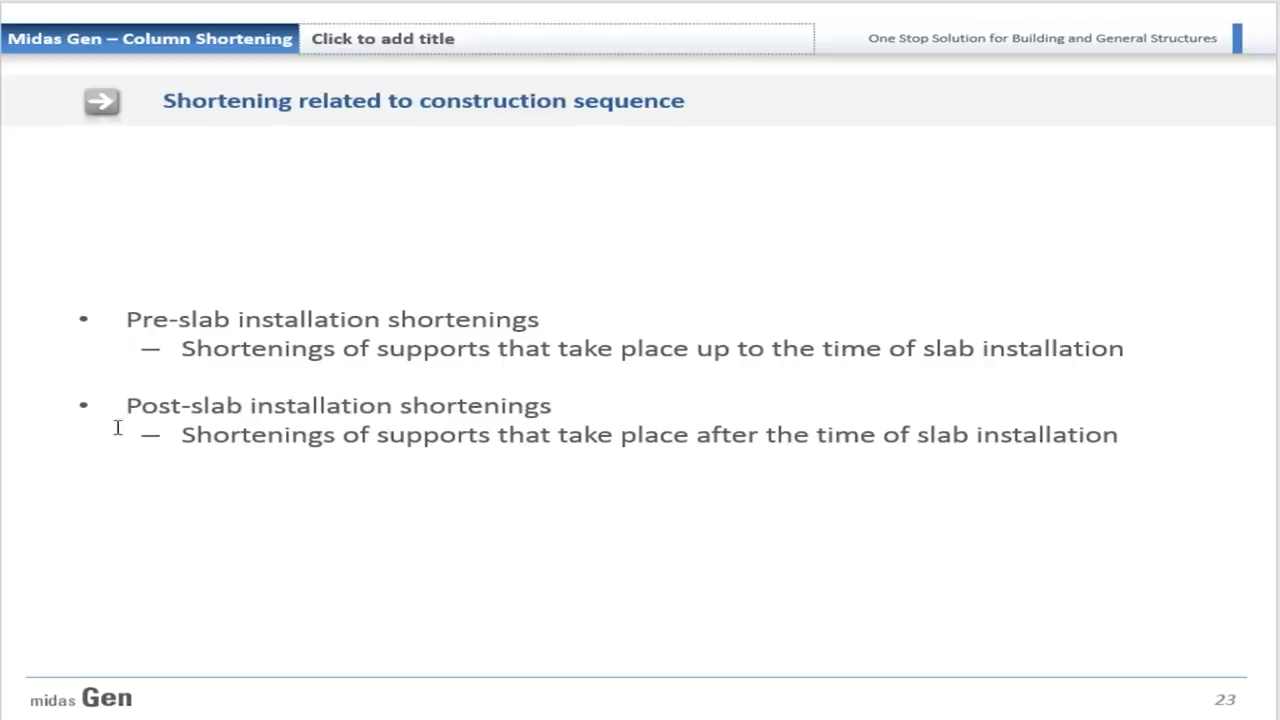 Midas Gen – Column Shortening Click to add title One Stop Solution for Building and General Structures
Shortening related to construction sequence
• Pre-slab installation shortenings
— Shortenings of supports that take place up to the time of slab installation
• Post-slab installation shortenings
— Shortenings of supports that take place after the time of slab installation
midas Gen 23